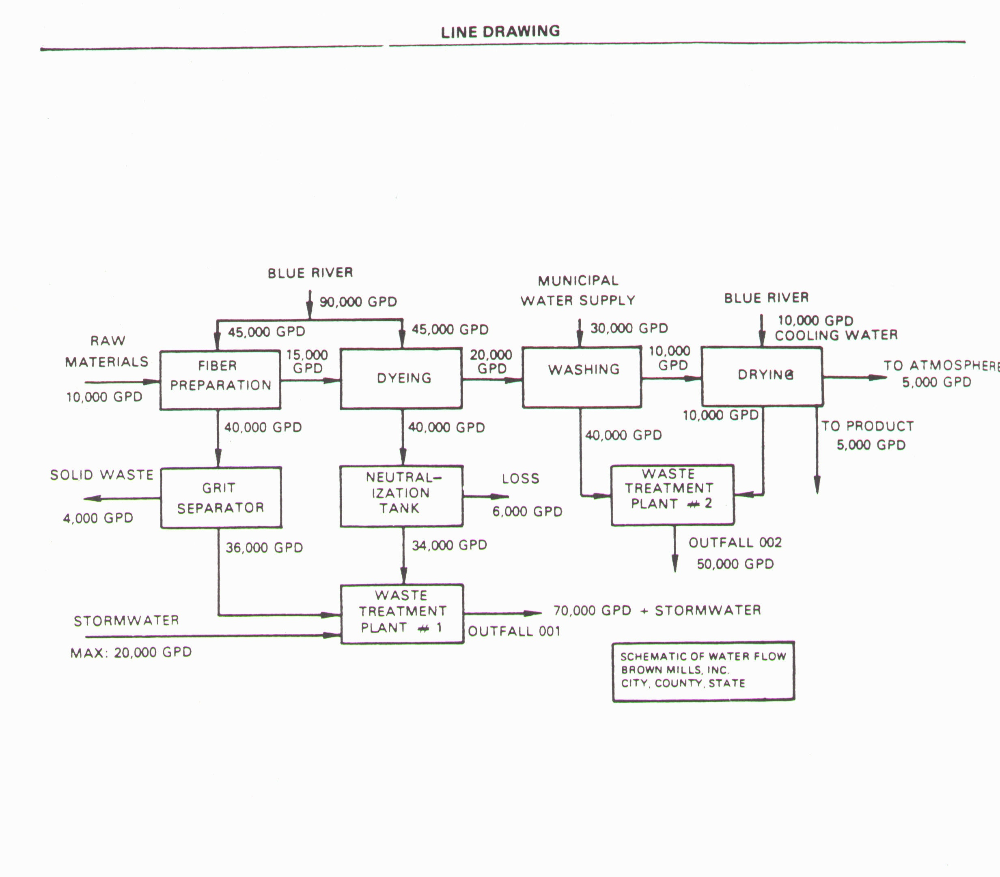 LINE DRAWING
BLUE RIVER
90,000 GPD
45,000 GPD
45,000 GPD
MUNICIPAL
WATER SUPPLY
30,000 GPD
BLUE RIVER
10,000 GPD
COOLING WATER
RAW
MATERIALS
10,000 GPD
FIBER
PREPARATION
15,000
GPD
DYEING
20,000
GPD
WASHING
10,000
GPD
DRYING
TO ATMOSPHERE
5,000 GPD
40,000 GPD
40,000 GPD
40,000 GPD
10,000 GPD
TO PRODUCT
5,000 GPD
SOLID WASTE
4,000 GPD
GRIT
SEPARATOR
NEUTRAL-
IZATION
TANK
LOSS
6,000 GPD
WASTE
TREATMENT
PLANT # 2
36,000 GPD
34,000 GPD
OUTFALL 002
50,000 GPD
STORMWATER
MAX: 20,000 GPD
WASTE
TREATMENT
PLANT # 1
70,000 GPD + STORMWATER
OUTFALL 001
SCHEMATIC OF WATER FLOW
BROWN MILLS, INC.
CITY, COUNTY, STATE